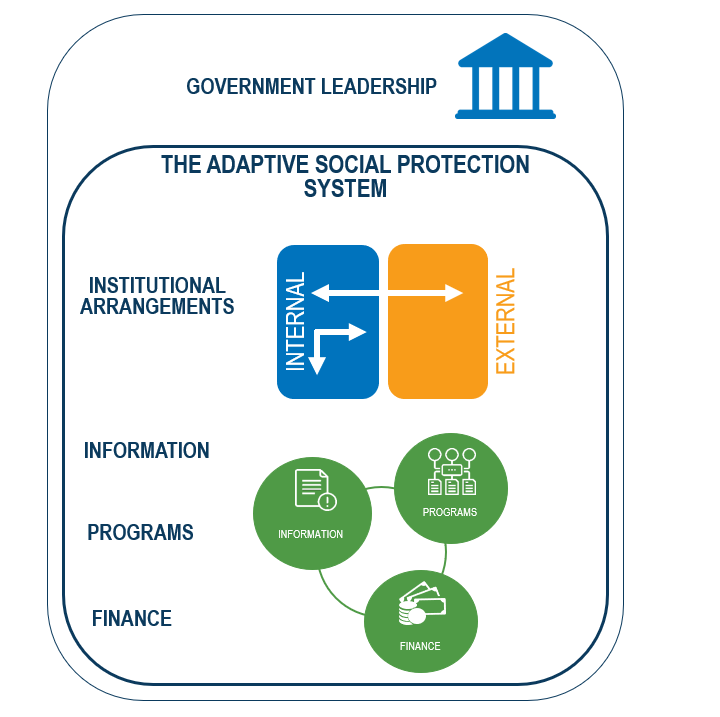 GOVERNMENT LEADERSHIP
THE ADAPTIVE SOCIAL PROTECTION
SYSTEM
INSTITUTIONAL
ARRANGEMENTS
INTERNAL
EXTERNAL
INFORMATION
PROGRAMS
INFORMATION
PROGRAMS
FINANCE
FINANCE